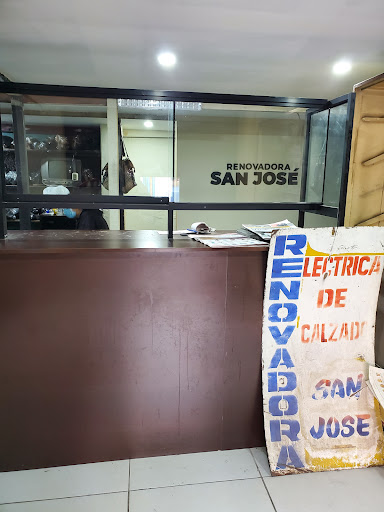 RENOVADORA
SAN JOSÉ
RENOVADORA
ELECTRICA
DE
CALZADO
SAN
JOSE